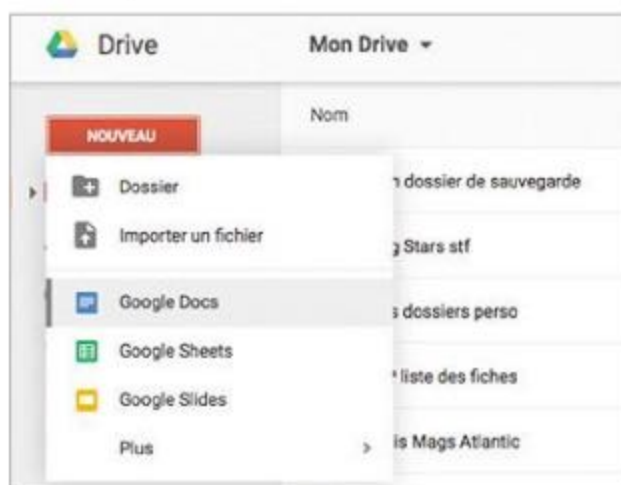 Drive
Mon Drive
Nom
NOUVEAU
Dossier
dossier de sauvegarde
Importer un fichier
Stars stf
Google Docs
dossiers perso
Google Sheets
liste des fiches
Google Slides
Plus
Mags Atlantic